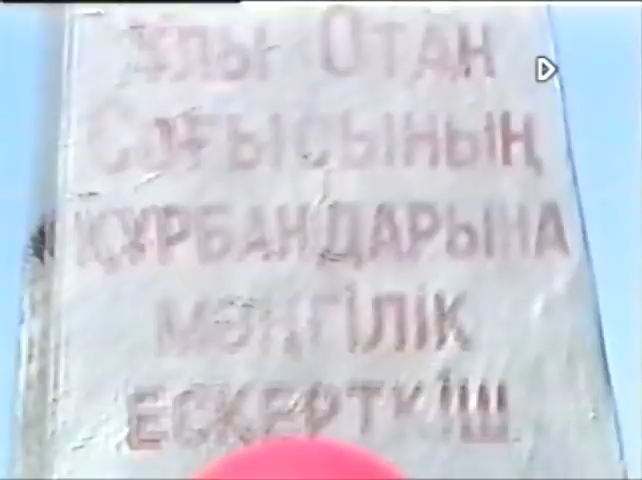 Ұлы Отан
Соғысының
құрбандарына
мәңгілік
ескерткіш